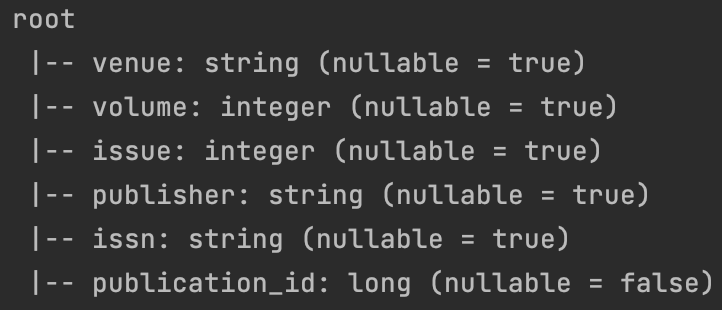 root
 |-- venue: string (nullable = true)
 |-- volume: integer (nullable = true)
 |-- issue: integer (nullable = true)
 |-- publisher: string (nullable = true)
 |-- issn: string (nullable = true)
 |-- publication_id: long (nullable = false)